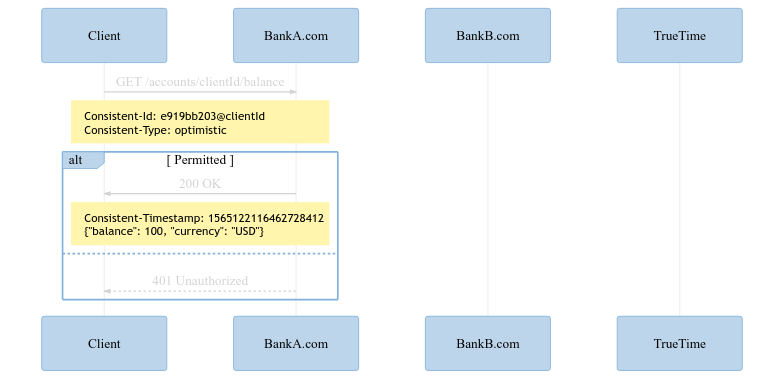 Client
BankA.com
BankB.com
TrueTime
GET /accounts/clientId/balance
Consistent-Id: e919bb203@clientId
Consistent-Type: optimistic
alt
[ Permitted ]
200 OK
Consistent-Timestamp: 1565122116462728412
{"balance": 100, "currency": "USD"}
401 Unauthorized
Client
BankA.com
BankB.com
TrueTime